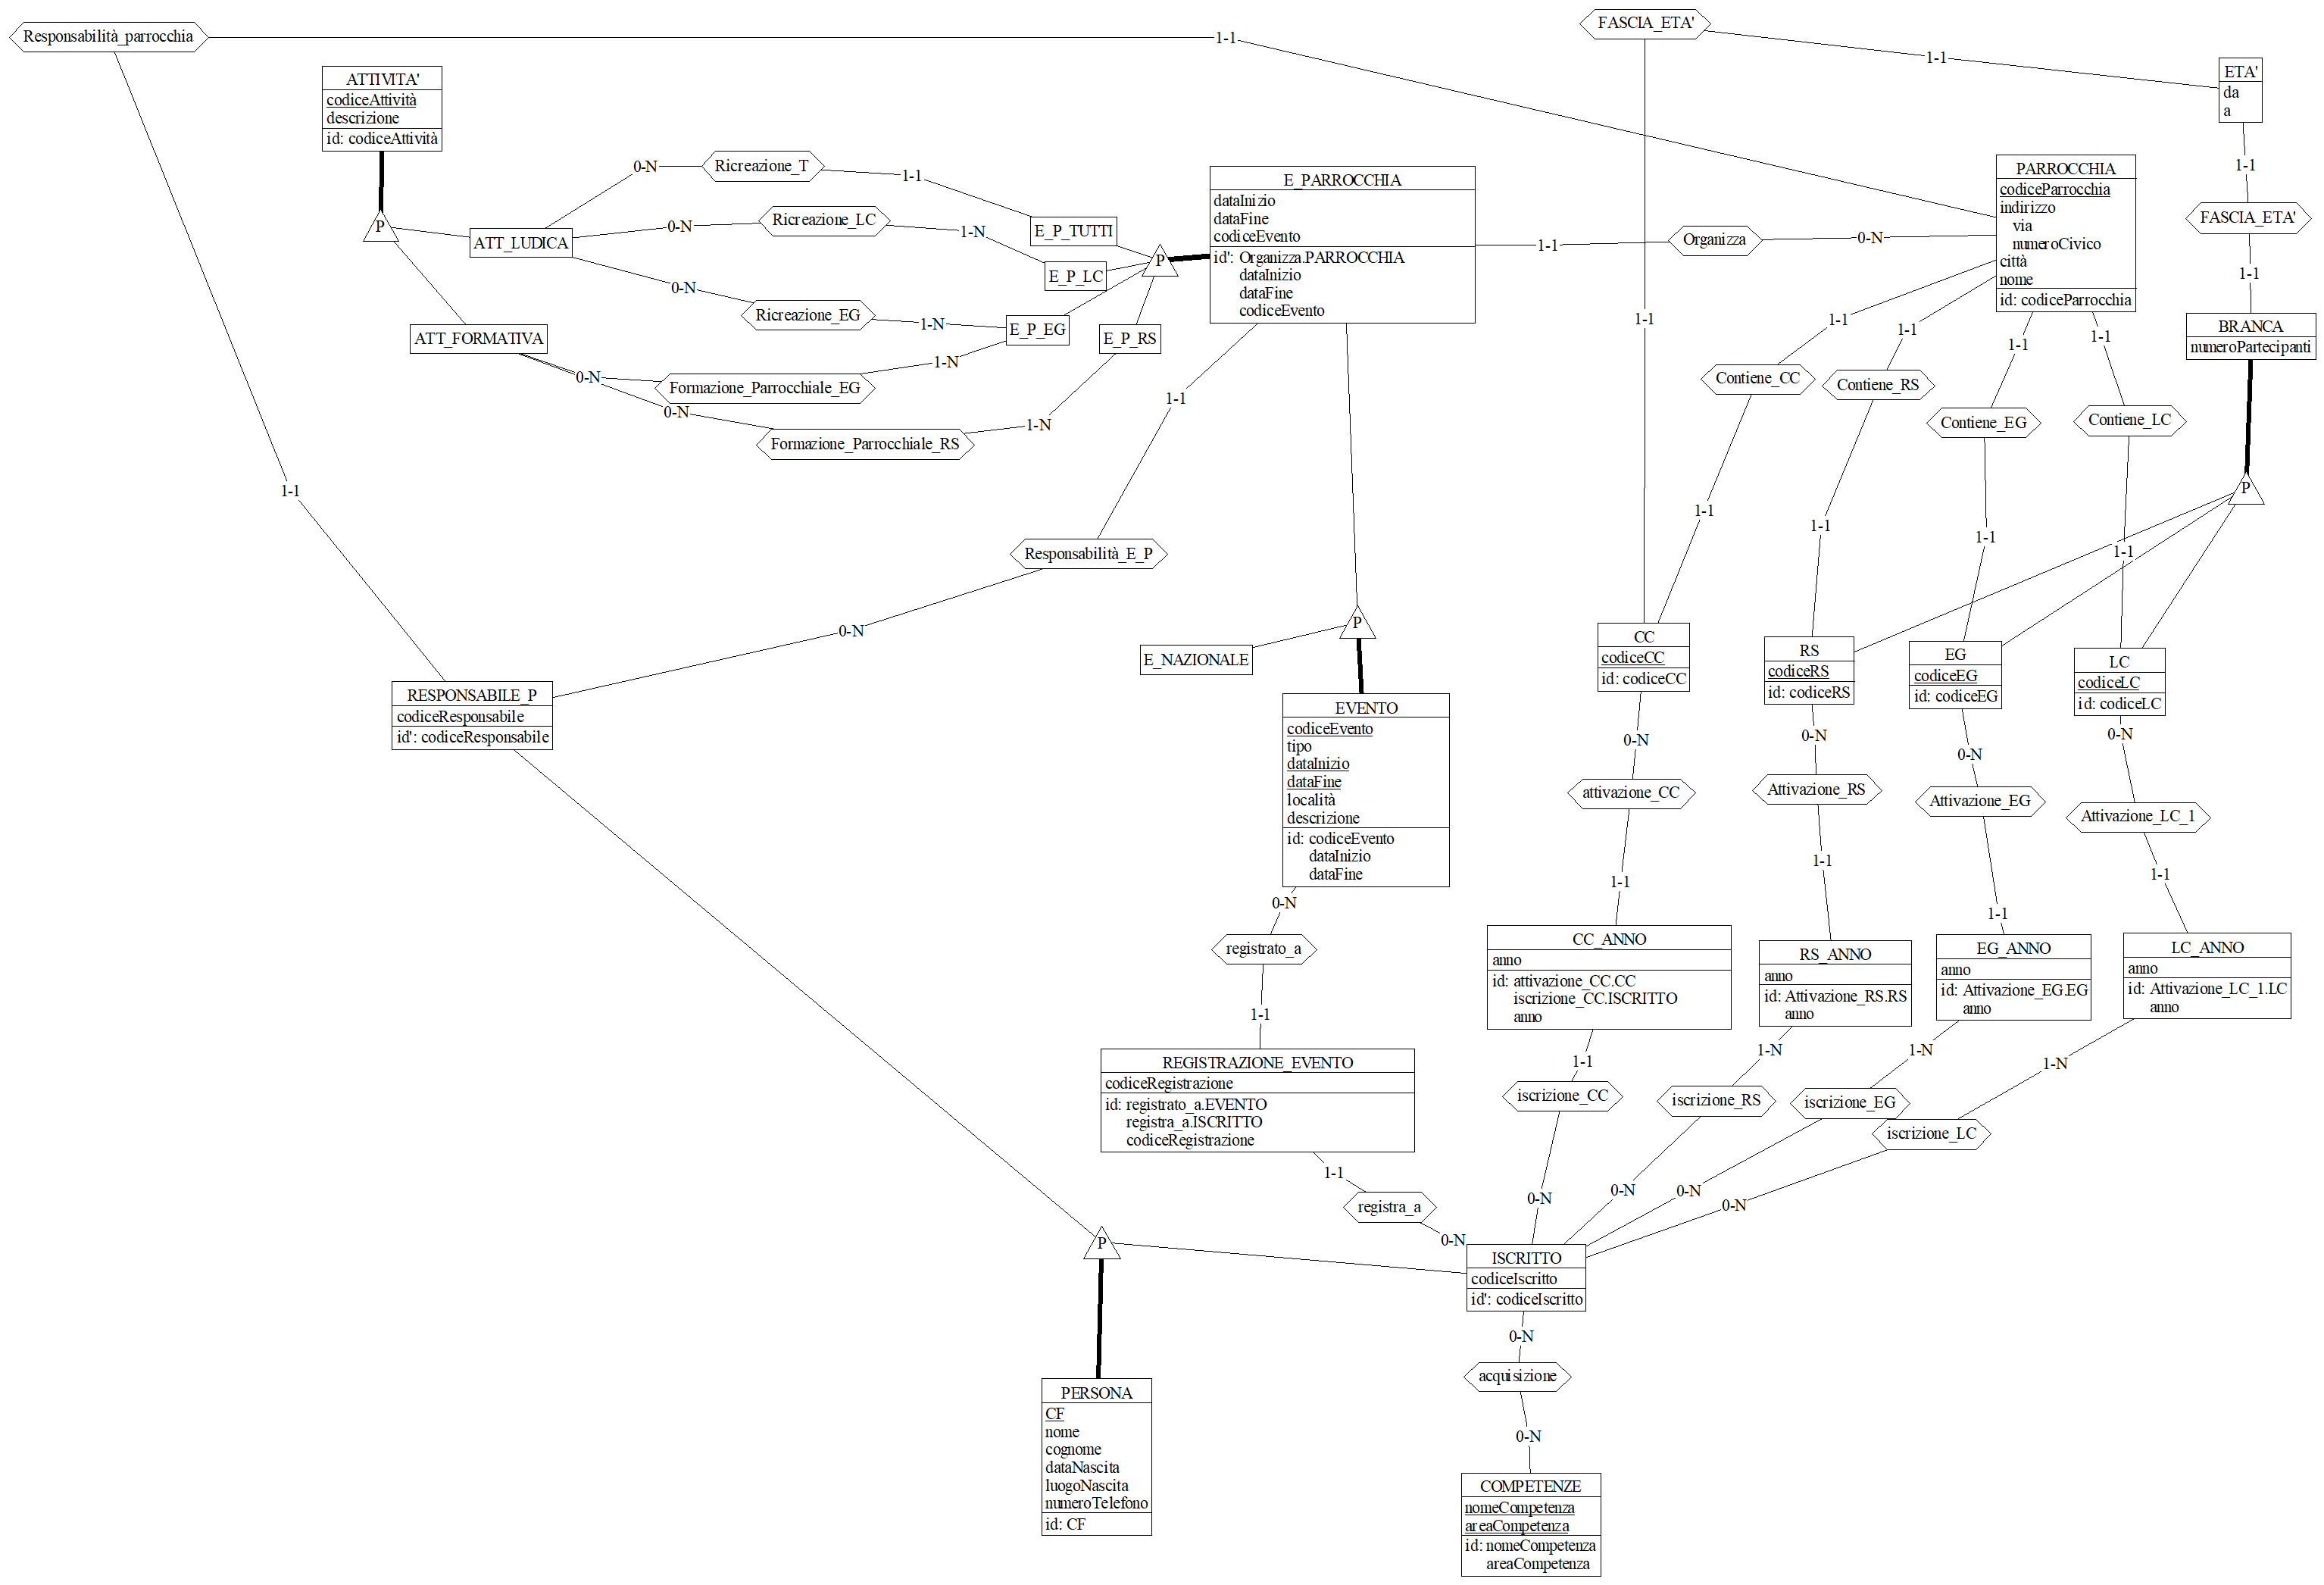 Responsabilità_parrocchia
1-1
FASCIA_ETA'
1-1
ETA'
da
a
ATTIVITA'
codiceAttività
descrizione
id: codiceAttività
P
0-N
Ricreazione_T
1-1
0-N
Ricreazione_LC
1-N
0-N
Ricreazione_EG
1-N
ATT_LUDICA
ATT_FORMATIVA
0-N
Formazione_Parrocchiale_EG
1-N
0-N
Formazione_Parrocchiale_RS
1-N
E_P_TUTTI
E_P_LC
E_P_EG
E_P_RS
P
E_PARROCCHIA
dataInizio
dataFine
codiceEvento
id': Organizza.PARROCCHIA
dataInizio
dataFine
codiceEvento
1-1
Organizza
0-N
PARROCCHIA
codiceParrocchia
indirizzo
via
numeroCivico
città
nome
id: codiceParrocchia
1-1
FASCIA_ETA'
1-1
BRANCA
numeroPartecipanti
P
1-1
1-1
Contiene_CC
1-1
1-1
Contiene_RS
1-1
1-1
Contiene_EG
1-1
1-1
Contiene_LC
1-1
1-1
1-1
Responsabilità_E_P
0-N
RESPONSABILE_P
codiceResponsabile
id': codiceResponsabile
P
E_NAZIONALE
EVENTO
codiceEvento
tipo
dataInizio
dataFine
località
descrizione
id: codiceEvento
dataInizio
dataFine
CC
codiceCC
id: codiceCC
RS
codiceRS
id: codiceRS
EG
codiceEG
id: codiceEG
LC
codiceLC
id: codiceLC
0-N
attivazione_CC
1-1
0-N
Attivazione_RS
1-1
0-N
Attivazione_EG
1-1
0-N
Attivazione_LC_1
1-1
0-N
registrato_a
1-1
REGISTRAZIONE_EVENTO
codiceRegistrazione
id: registrato_a.EVENTO
registra_a.ISCRITTO
codiceRegistrazione
1-1
registra_a
0-N
CC_ANNO
anno
id: attivazione_CC.CC
iscrizione_CC.ISCRITTO
anno
RS_ANNO
anno
id: Attivazione_RS.RS
anno
EG_ANNO
anno
id: Attivazione_EG.EG
anno
LC_ANNO
anno
id: Attivazione_LC_1.LC
anno
1-1
iscrizione_CC
0-N
1-N
iscrizione_RS
0-N
1-N
iscrizione_EG
0-N
1-N
iscrizione_LC
0-N
P
ISCRITTO
codiceIscritto
id': codiceIscritto
0-N
acquisizione
0-N
PERSONA
CF
nome
cognome
dataNascita
luogoNascita
numeroTelefono
id: CF
COMPETENZE
nomeCompetenza
areaCompetenza
id: nomeCompetenza
areaCompetenza